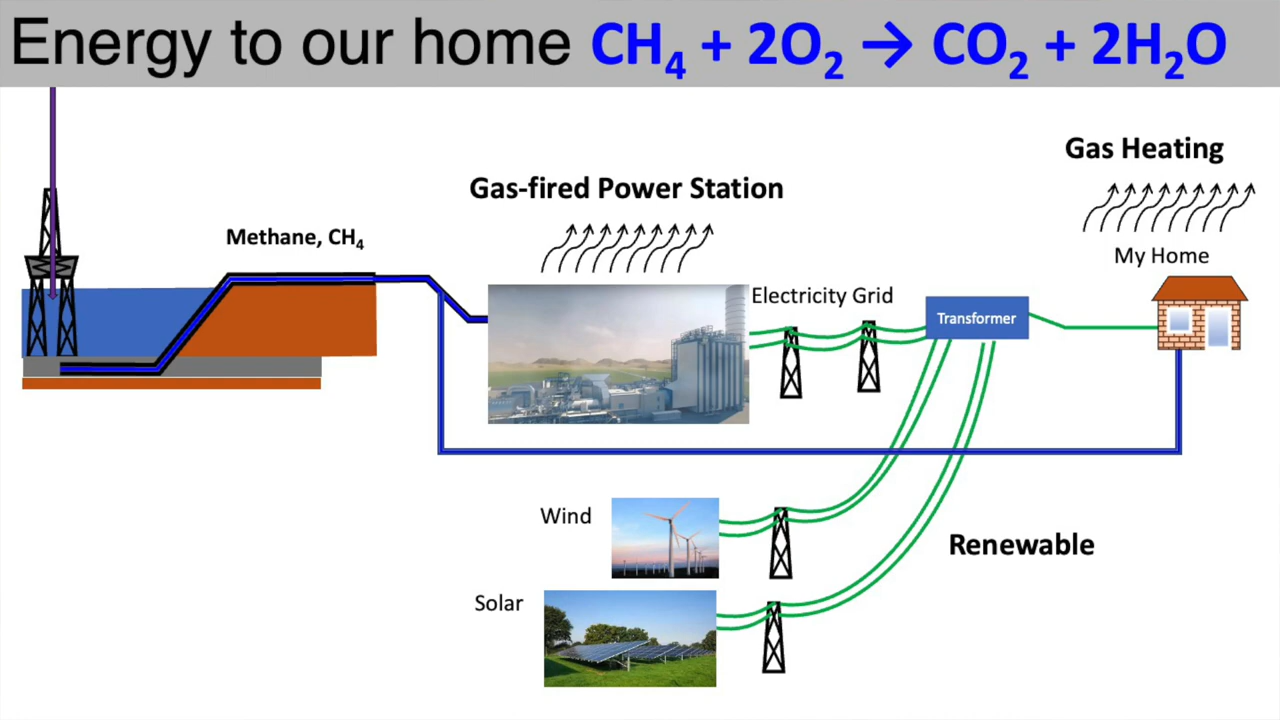 Energy to our home CH₄ + 2O₂ → CO₂ + 2H₂O
Gas Heating
Gas-fired Power Station
Methane, CH₄
My Home
Electricity Grid
Transformer
Wind
Renewable
Solar